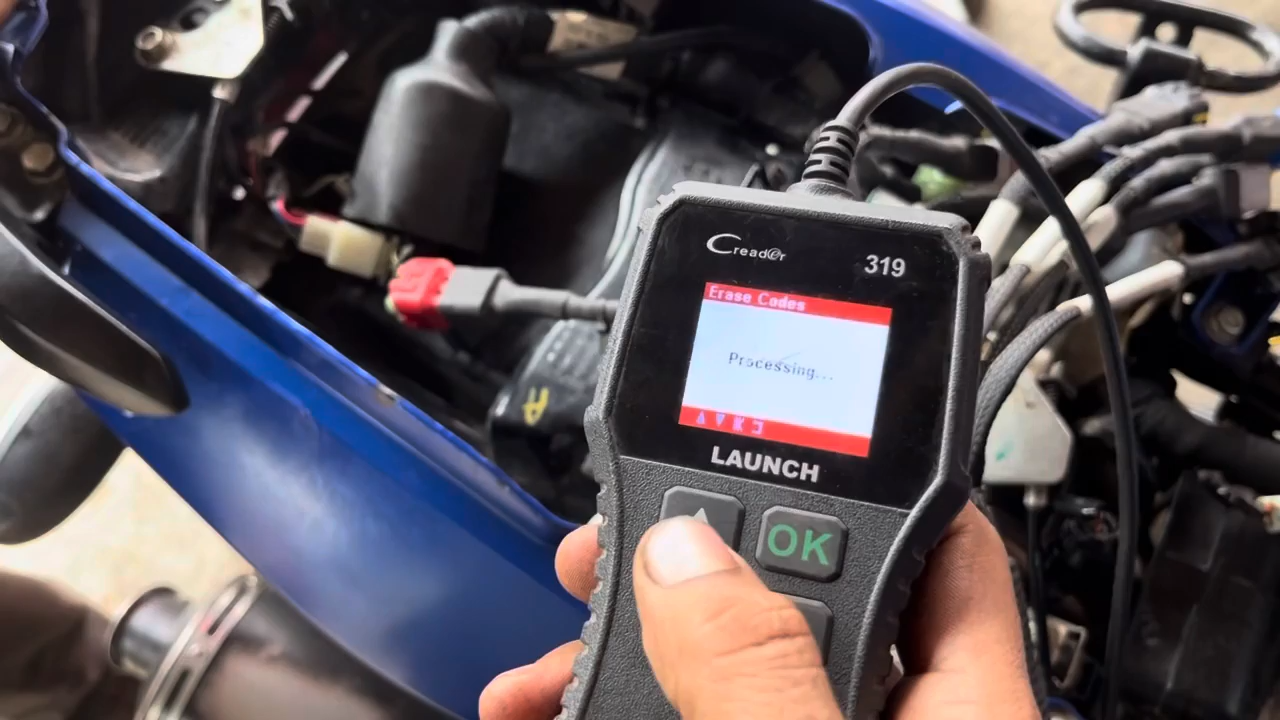 Creader
319
Erase Codes
Processing...
LAUNCH
OK